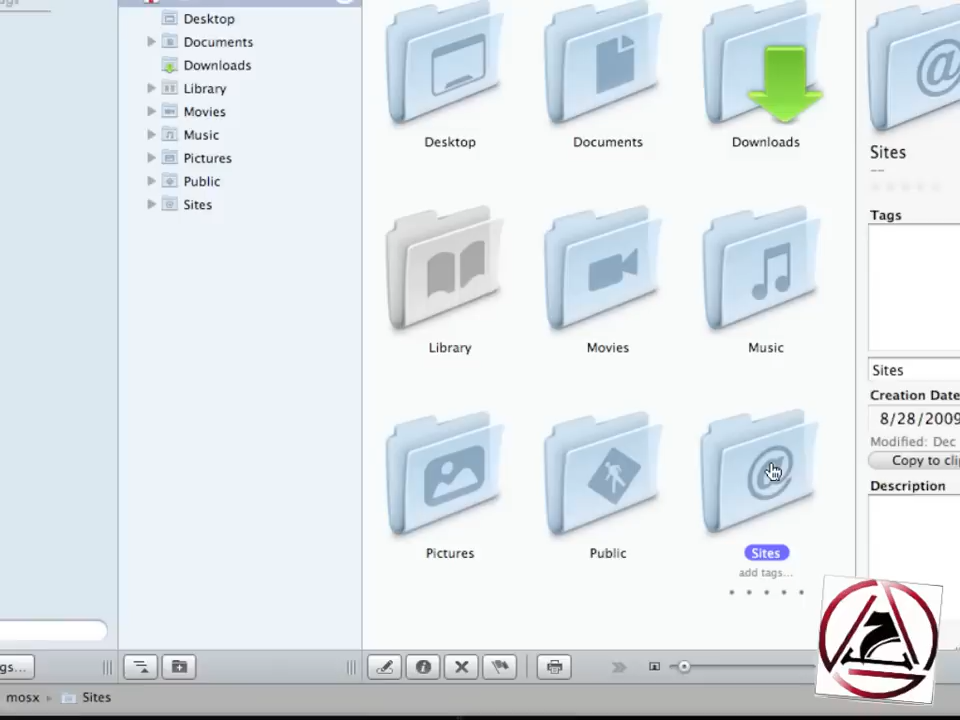 Desktop
Documents
Downloads
Library
Movies
Music
Pictures
Public
Sites
Desktop
Documents
Downloads
Library
Movies
Music
Pictures
Public
Sites
add tags...
Sites
--
Tags
Sites
Creation Date
8/28/2009
Modified: Dec
Copy to cli
Description
gs...
mosx
Sites